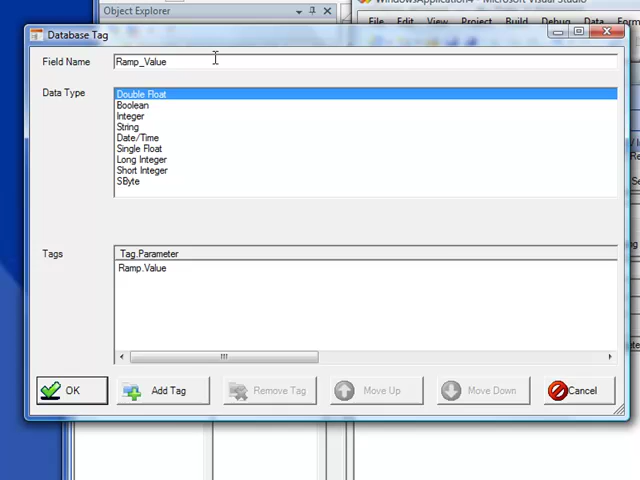 Object Explorer
WindowsApplication4 - Microsoft Visual Studio
File Edit View Project Build Debug Data
Database Tag
Field Name Ramp_Value
Data Type Double Float
Boolean
Integer
String
Date/Time
Single Float
Long Integer
Short Integer
SByte
Tags Tag.Parameter
Ramp.Value
OK Add Tag Remove Tag Move Up Move Down Cancel